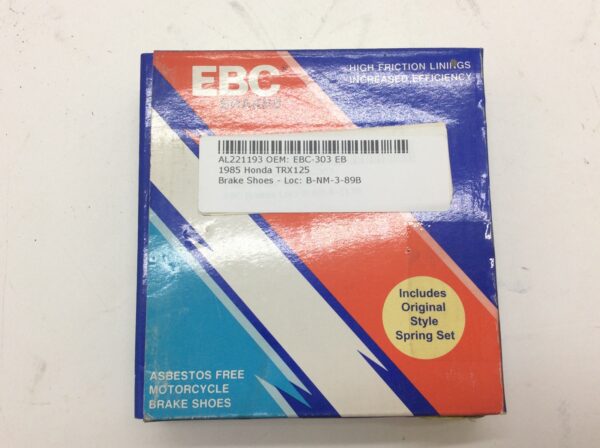 EBC
BRAKES
HIGH FRICTION LININGS
INCREASED EFFICIENCY
AL221193 OEM: EBC-303 EB
1985 Honda TRX125
Brake Shoes - Loc: B-NM-3-89B
Includes
Original
Style
Spring Set
ASBESTOS FREE
MOTORCYCLE
BRAKE SHOES